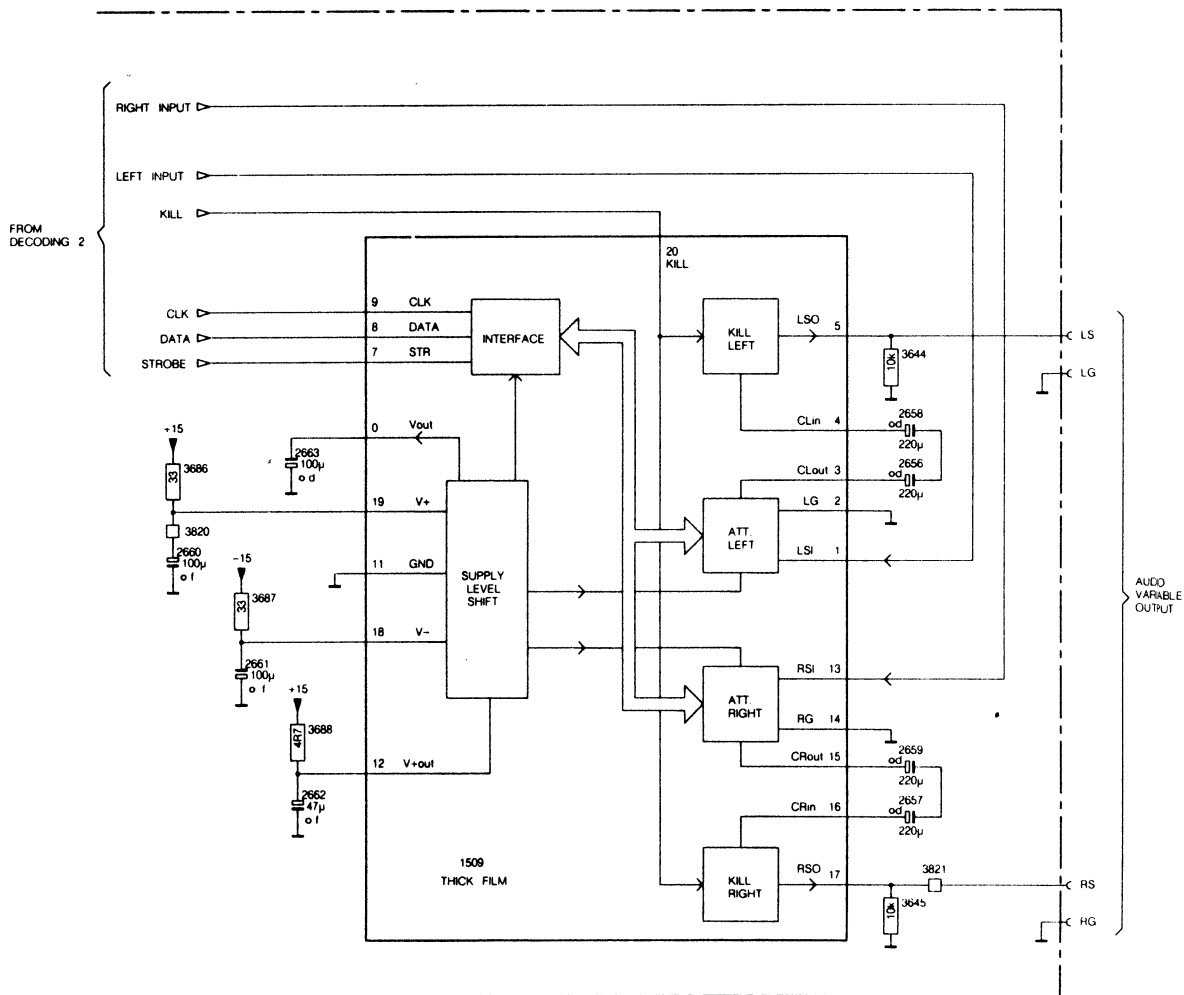 RIGHT INPUT
LEFT INPUT
KILL
FROM
DECODING 2
20
KILL
9 CLK
CLK
8 DATA
DATA
7 STR
STROBE
INTERFACE
KILL
LEFT
LSO 5
3644
10k
LS
LG
0 Vout
+15
2663
100µ
o d
3686
33
CLin 4
od 2658
220µ
CLout 3
od 2656
220µ
19 V+
3820
2660
100µ
o f
LG 2
ATT.
LEFT
LSI 1
-15
11 GND
SUPPLY
LEVEL
SHIFT
3687
33
AUDO
VARIABLE
OUTPUT
18 V-
2661
100µ
o f
+15
RSI 13
ATT.
RIGHT
RG 14
3688
4R7
12 V+out
CRout 15
od 2659
220µ
2662
47µ
o f
CRin 16
od 2657
220µ
1509
THICK FILM
KILL
RIGHT
RSO 17
3821
RS
3645
10k
RG